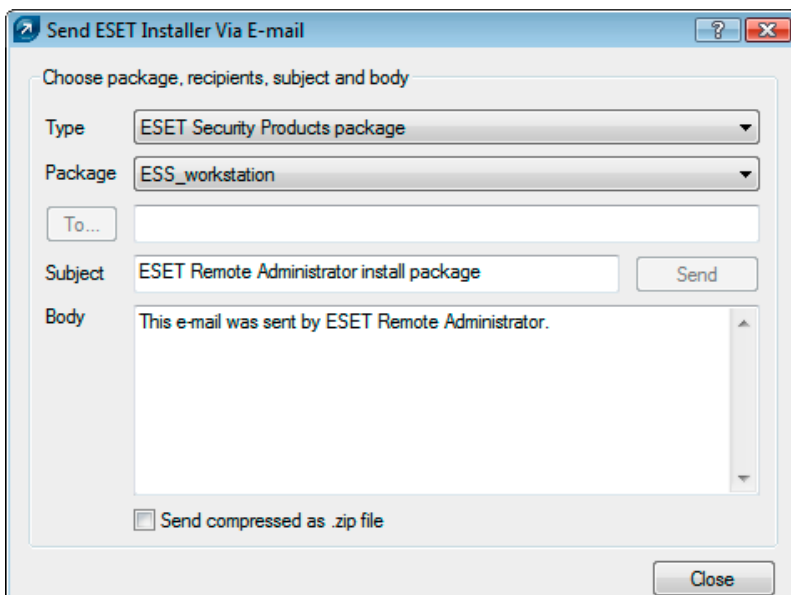 Send ESET Installer Via E-mail
Choose package, recipients, subject and body
Type ESET Security Products package
Package ESS_workstation
To...
Subject ESET Remote Administrator install package Send
Body This e-mail was sent by ESET Remote Administrator.
Send compressed as .zip file
Close